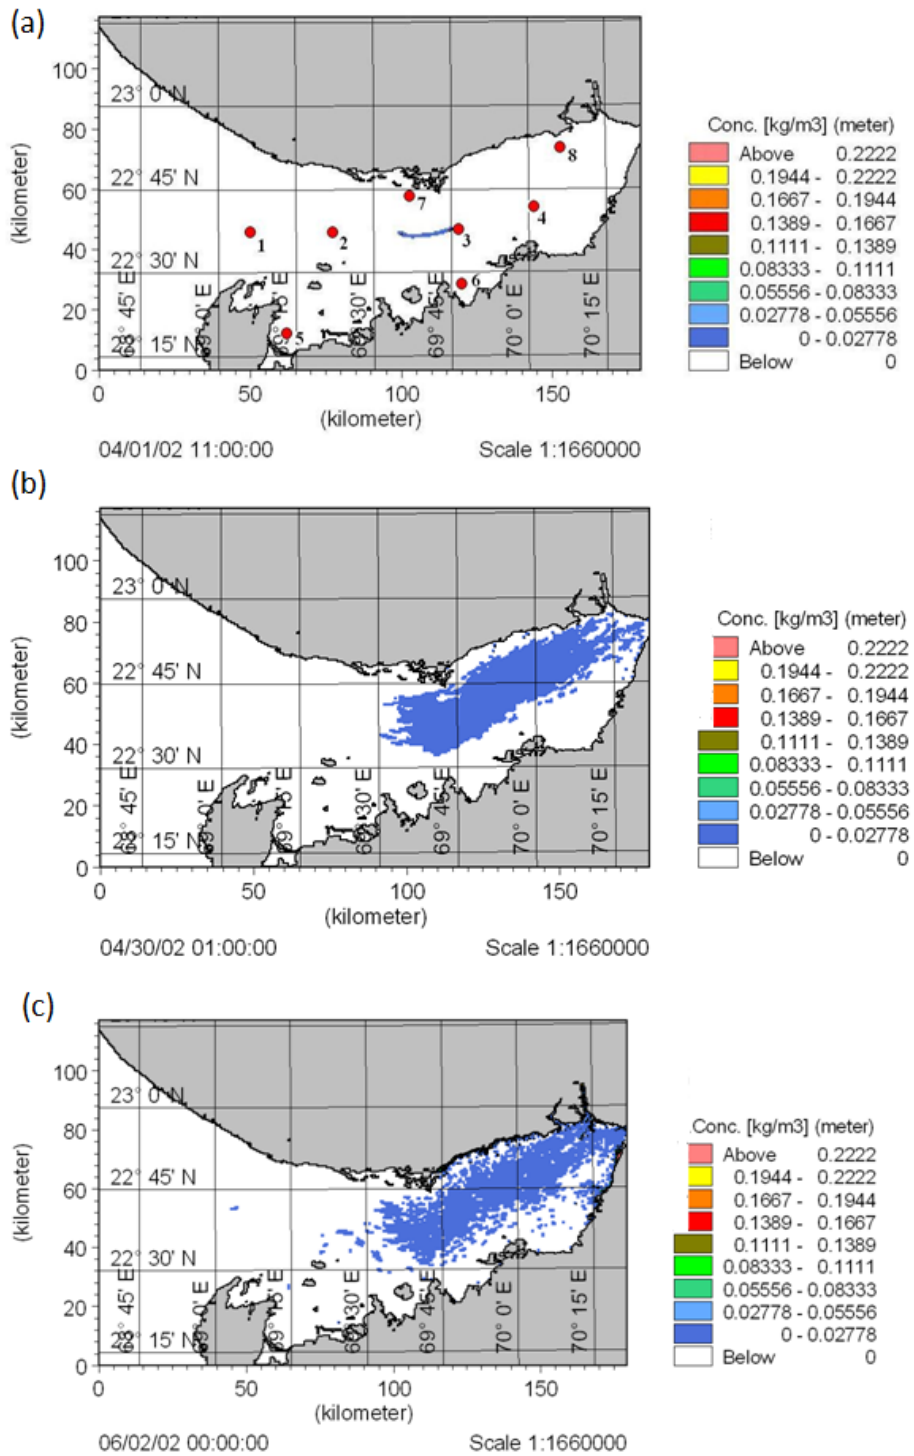 (a)
100
80
60
40
20
0
(kilometer)
23° 0' N
22° 45' N
22° 30' N
15' N
45' E
69° 0' E
15' E
30' E
69° 45' E
70° 0' E
70° 15' E
1
2
3
4
5
6
7
8
0
50
100
150
(kilometer)
04/01/02 11:00:00
Scale 1:1660000
Conc. [kg/m3] (meter)
Above 0.2222
0.1944 - 0.2222
0.1667 - 0.1944
0.1389 - 0.1667
0.1111 - 0.1389
0.08333 - 0.1111
0.05556 - 0.08333
0.02778 - 0.05556
0 - 0.02778
Below 0
(b)
100
80
60
40
20
0
(kilometer)
23° 0' N
22° 45' N
22° 30' N
15' N
45' E
69° 0' E
69° 15' E
69° 30' E
69° 45' E
70° 0' E
70° 15' E
0
50
100
150
(kilometer)
04/30/02 01:00:00
Scale 1:1660000
Conc. [kg/m3] (meter)
Above 0.2222
0.1944 - 0.2222
0.1667 - 0.1944
0.1389 - 0.1667
0.1111 - 0.1389
0.08333 - 0.1111
0.05556 - 0.08333
0.02778 - 0.05556
0 - 0.02778
Below 0
(c)
100
80
60
40
20
0
(kilometer)
23° 0' N
22° 45' N
22° 30' N
15' N
45' E
69° 0' E
69° 15' E
30' E
69° 45' E
70° 0' E
70° 15' E
0
50
100
150
(kilometer)
06/02/02 00:00:00
Scale 1:1660000
Conc. [kg/m3] (meter)
Above 0.2222
0.1944 - 0.2222
0.1667 - 0.1944
0.1389 - 0.1667
0.1111 - 0.1389
0.08333 - 0.1111
0.05556 - 0.08333
0.02778 - 0.05556
0 - 0.02778
Below 0